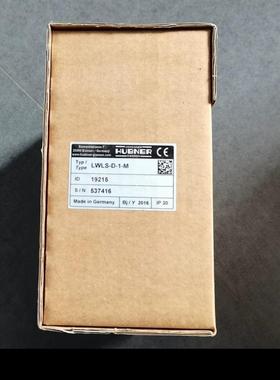 HÜBNER
Typ / Type LWLS-D-1-M
ID 19215
S / N 537416
Made in Germany Bj / Y 2016 IP 20